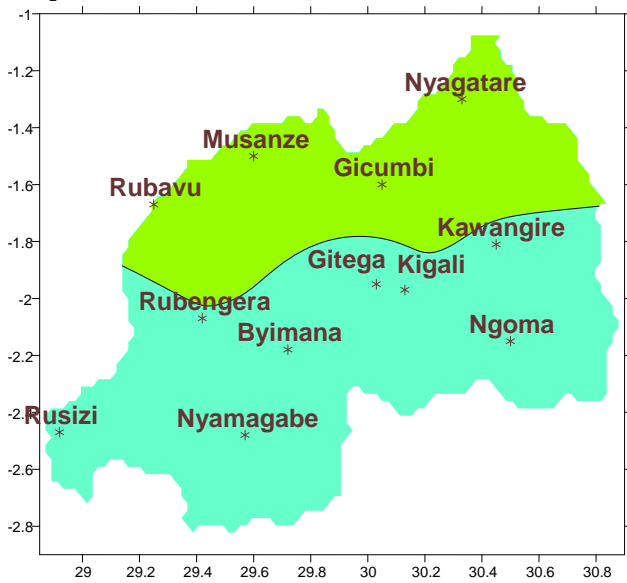 -1
-1.2
Nyagatare
-1.4
Musanze
Gicumbi
-1.6
Rubavu
Kawangire
-1.8
Gitega
Kigali
-2
Rubengera
Byimana
Ngoma
-2.2
-2.4
Rusizi
Nyamagabe
-2.6
-2.8
29 29.2 29.4 29.6 29.8 30 30.2 30.4 30.6 30.8